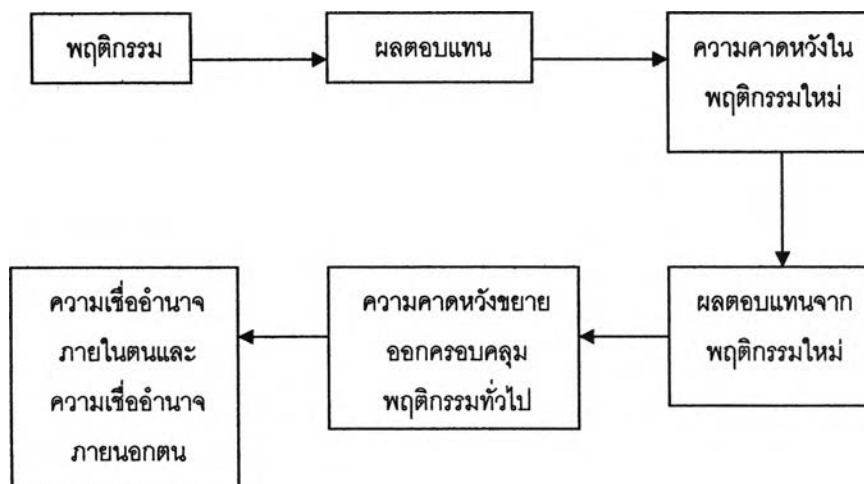 พฤติกรรม
ผลตอบแทน
ความคาดหวังใน
พฤติกรรมใหม่
ผลตอบแทนจาก
พฤติกรรมใหม่
ความคาดหวังขยาย
ออกครอบคลุม
พฤติกรรมทั่วไป
ความเชื่ออำนาจ
ภายในตนและ
ความเชื่ออำนาจ
ภายนอกตน